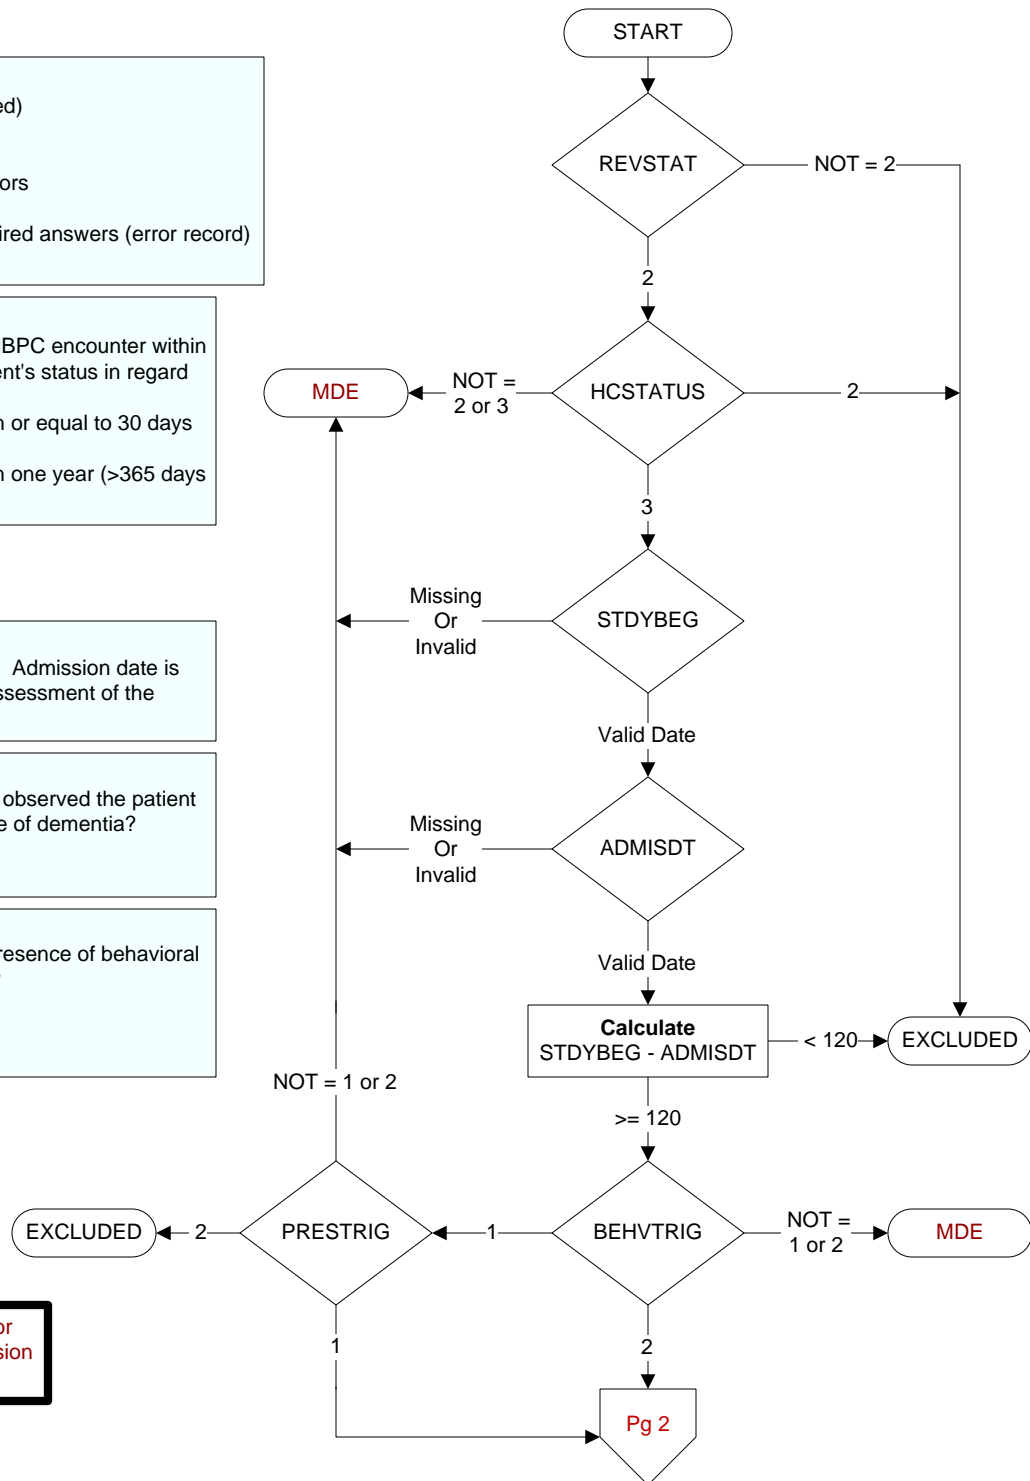 START
ed)
ors
ired answers (error record)
REVSTAT
NOT = 2
2
BPC encounter within
ent's status in regard
n or equal to 30 days
n one year (>365 days
MDE
NOT =
2 or 3
HCSTATUS
2
3
Missing
Or
Invalid
STDYBEG
Admission date is
ssessment of the
Valid Date
observed the patient
e of dementia?
Missing
Or
Invalid
ADMISDT
resence of behavioral
Valid Date
Calculate
STDYBEG - ADMISDT
< 120
EXCLUDED
NOT = 1 or 2
>= 120
EXCLUDED
2
PRESTRIG
1
BEHVTRIG
NOT =
1 or 2
MDE
or
sion
1
2
Pg 2